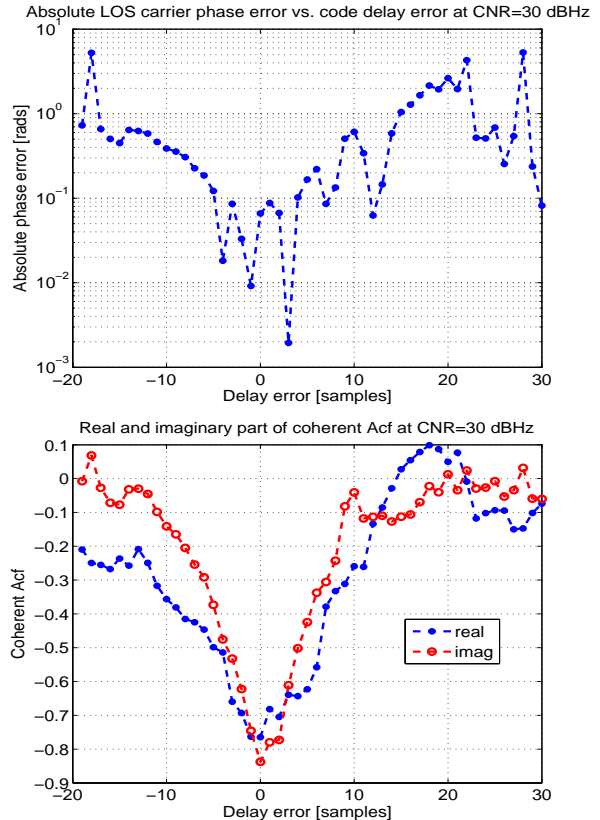 Absolute LOS carrier phase error vs. code delay error at CNR=30 dBHz
Absolute phase error [rads]
10^1
10^0
10^-1
10^-2
10^-3
-20 -10 0 10 20 30
Delay error [samples]
Real and imaginary part of coherent Acf at CNR=30 dBHz
Coherent Acf
0.1
0
-0.1
-0.2
-0.3
-0.4
-0.5
-0.6
-0.7
-0.8
-0.9
real
imag
-20 -10 0 10 20 30
Delay error [samples]